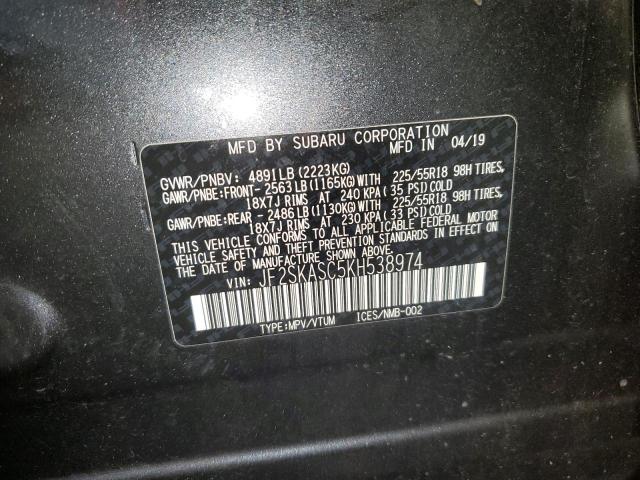 MFD BY SUBARU CORPORATION
MFD IN 04/19
GVWR/PNBV: 4891LB (2223KG)
GAWR/PNBE:FRONT- 2563LB(1165KG)WITH 225/55R18 98H TIRES,
18X7J RIMS AT 240 KPA (35 PSI)COLD
GAWR/PNBE:REAR - 2486LB(1130KG)WITH 225/55R18 98H TIRES,
18X7J RIMS AT 230 KPA (33 PSI)COLD
THIS VEHICLE CONFORMS TO ALL APPLICABLE FEDERAL MOTOR
VEHICLE SAFETY AND THEFT PREVENTION STANDARDS IN EFFECT ON
THE DATE OF MANUFACTURE SHOWN ABOVE.
VIN: JF2SKASC5KH538974
TYPE:MPV/VTUM ICES/NMB-002